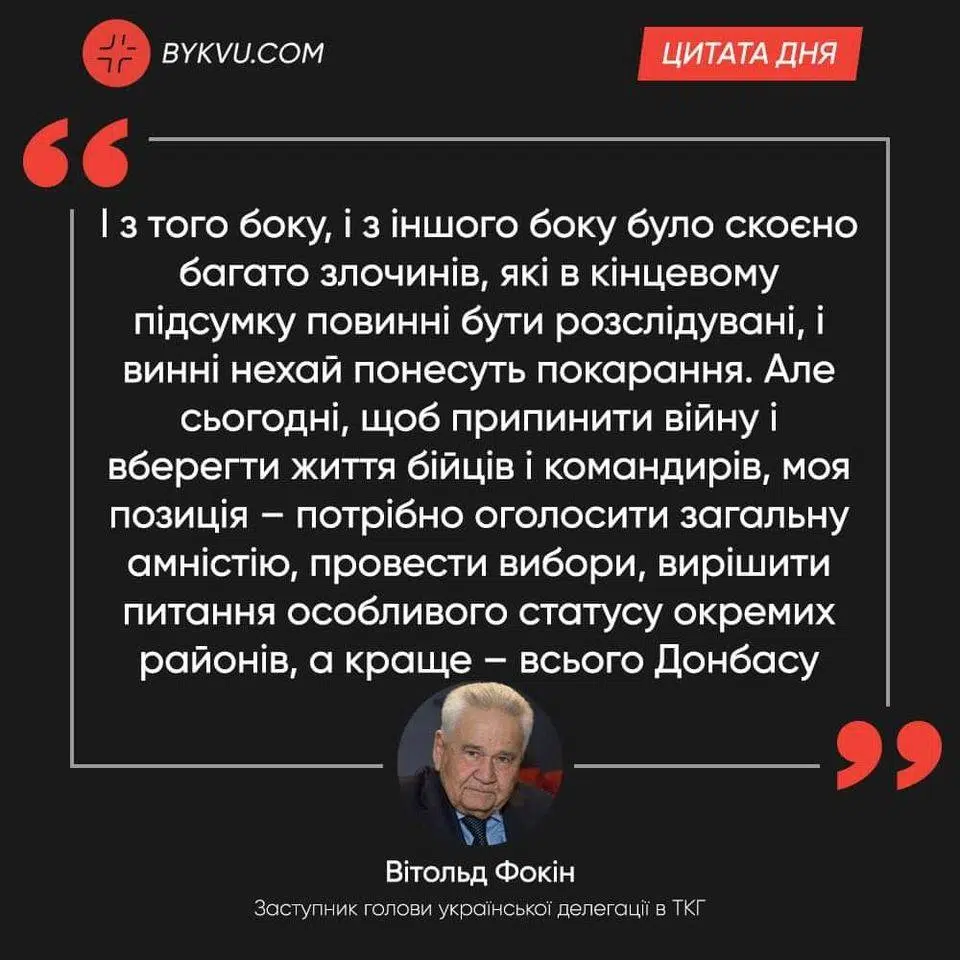 BYKVU.COM
ЦИТАТА ДНЯ
І з того боку, і з іншого боку було скоєно
багато злочинів, які в кінцевому
підсумку повинні бути розслідувані, і
винні нехай понесуть покарання. Але
сьогодні, щоб припинити війну і
вберегти життя бійців і командирів, моя
позиція – потрібно оголосити загальну
амністію, провести вибори, вирішити
питання особливого статусу окремих
районів, а краще – всього Донбасу
Вітольд Фокін
Заступник голови української делегації в ТКГ